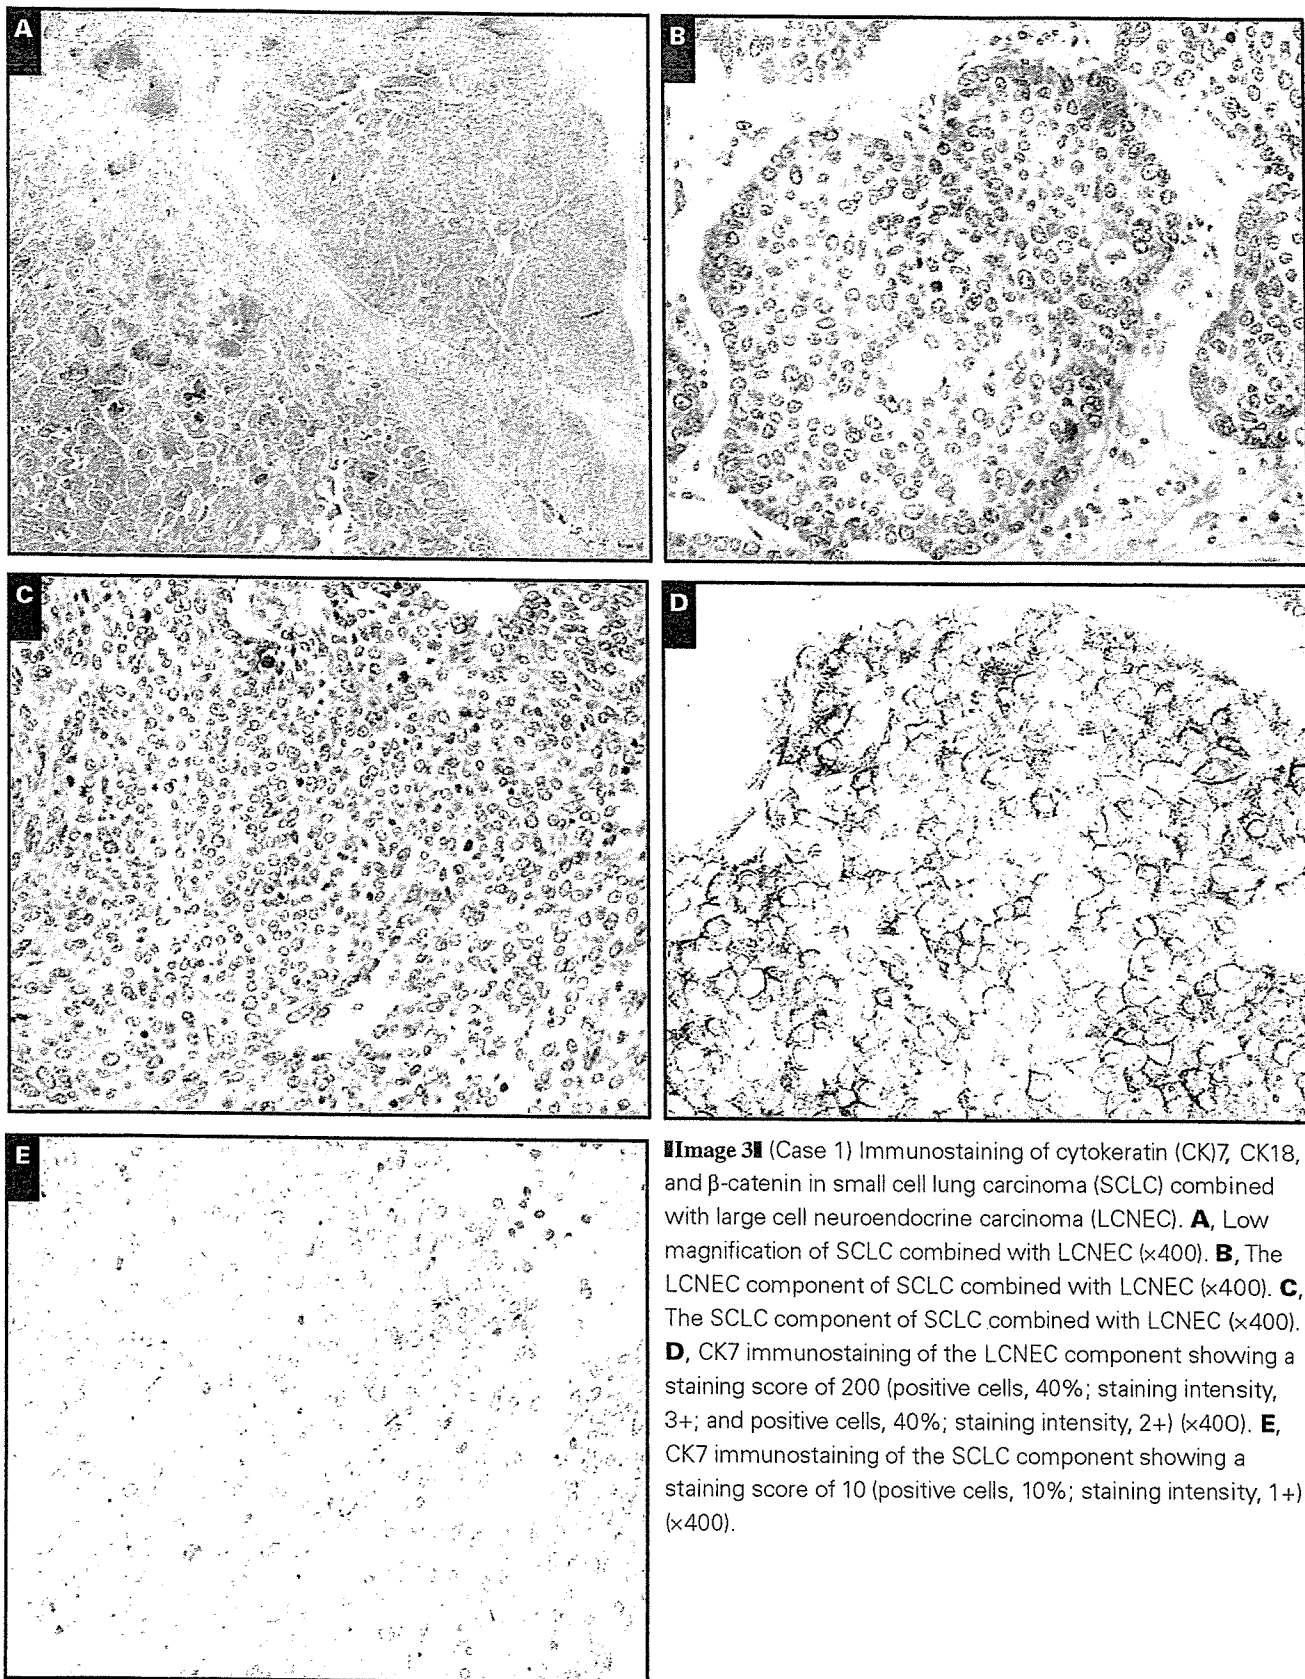 A
B
C
D
E
Image 3 (Case 1) Immunostaining of cytokeratin (CK)7, CK18,
and β-catenin in small cell lung carcinoma (SCLC) combined
with large cell neuroendocrine carcinoma (LCNEC). A, Low
magnification of SCLC combined with LCNEC (×400). B, The
LCNEC component of SCLC combined with LCNEC (×400). C,
The SCLC component of SCLC combined with LCNEC (×400).
D, CK7 immunostaining of the LCNEC component showing a
staining score of 200 (positive cells, 40%; staining intensity,
3+; and positive cells, 40%; staining intensity, 2+) (×400). E,
CK7 immunostaining of the SCLC component showing a
staining score of 10 (positive cells, 10%; staining intensity, 1+)
(×400).